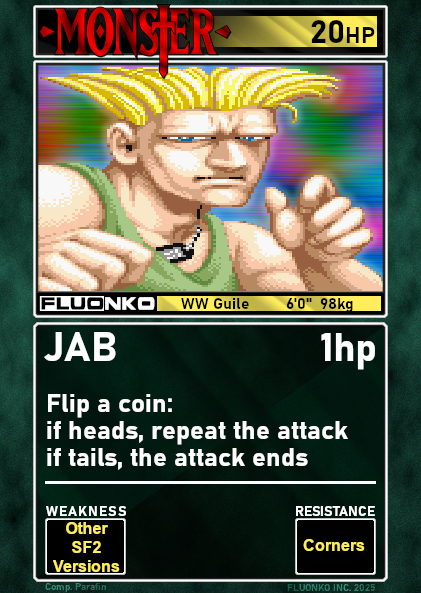 MONSTER 20HP
FLUONKO WW Guile 6'0" 98kg
JAB 1hp
Flip a coin:
if heads, repeat the attack
if tails, the attack ends
WEAKNESS
Other
SF2
Versions
RESISTANCE
Corners
Comp. Parafin FLUONKO INC. 2025